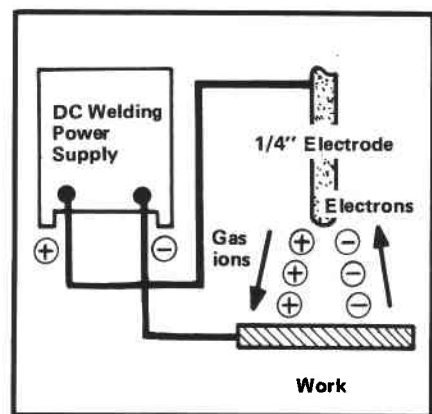 DC Welding
Power
Supply
1/4" Electrode
Electrons
+
−
Gas
ions
+
−
+
−
+
−
Work